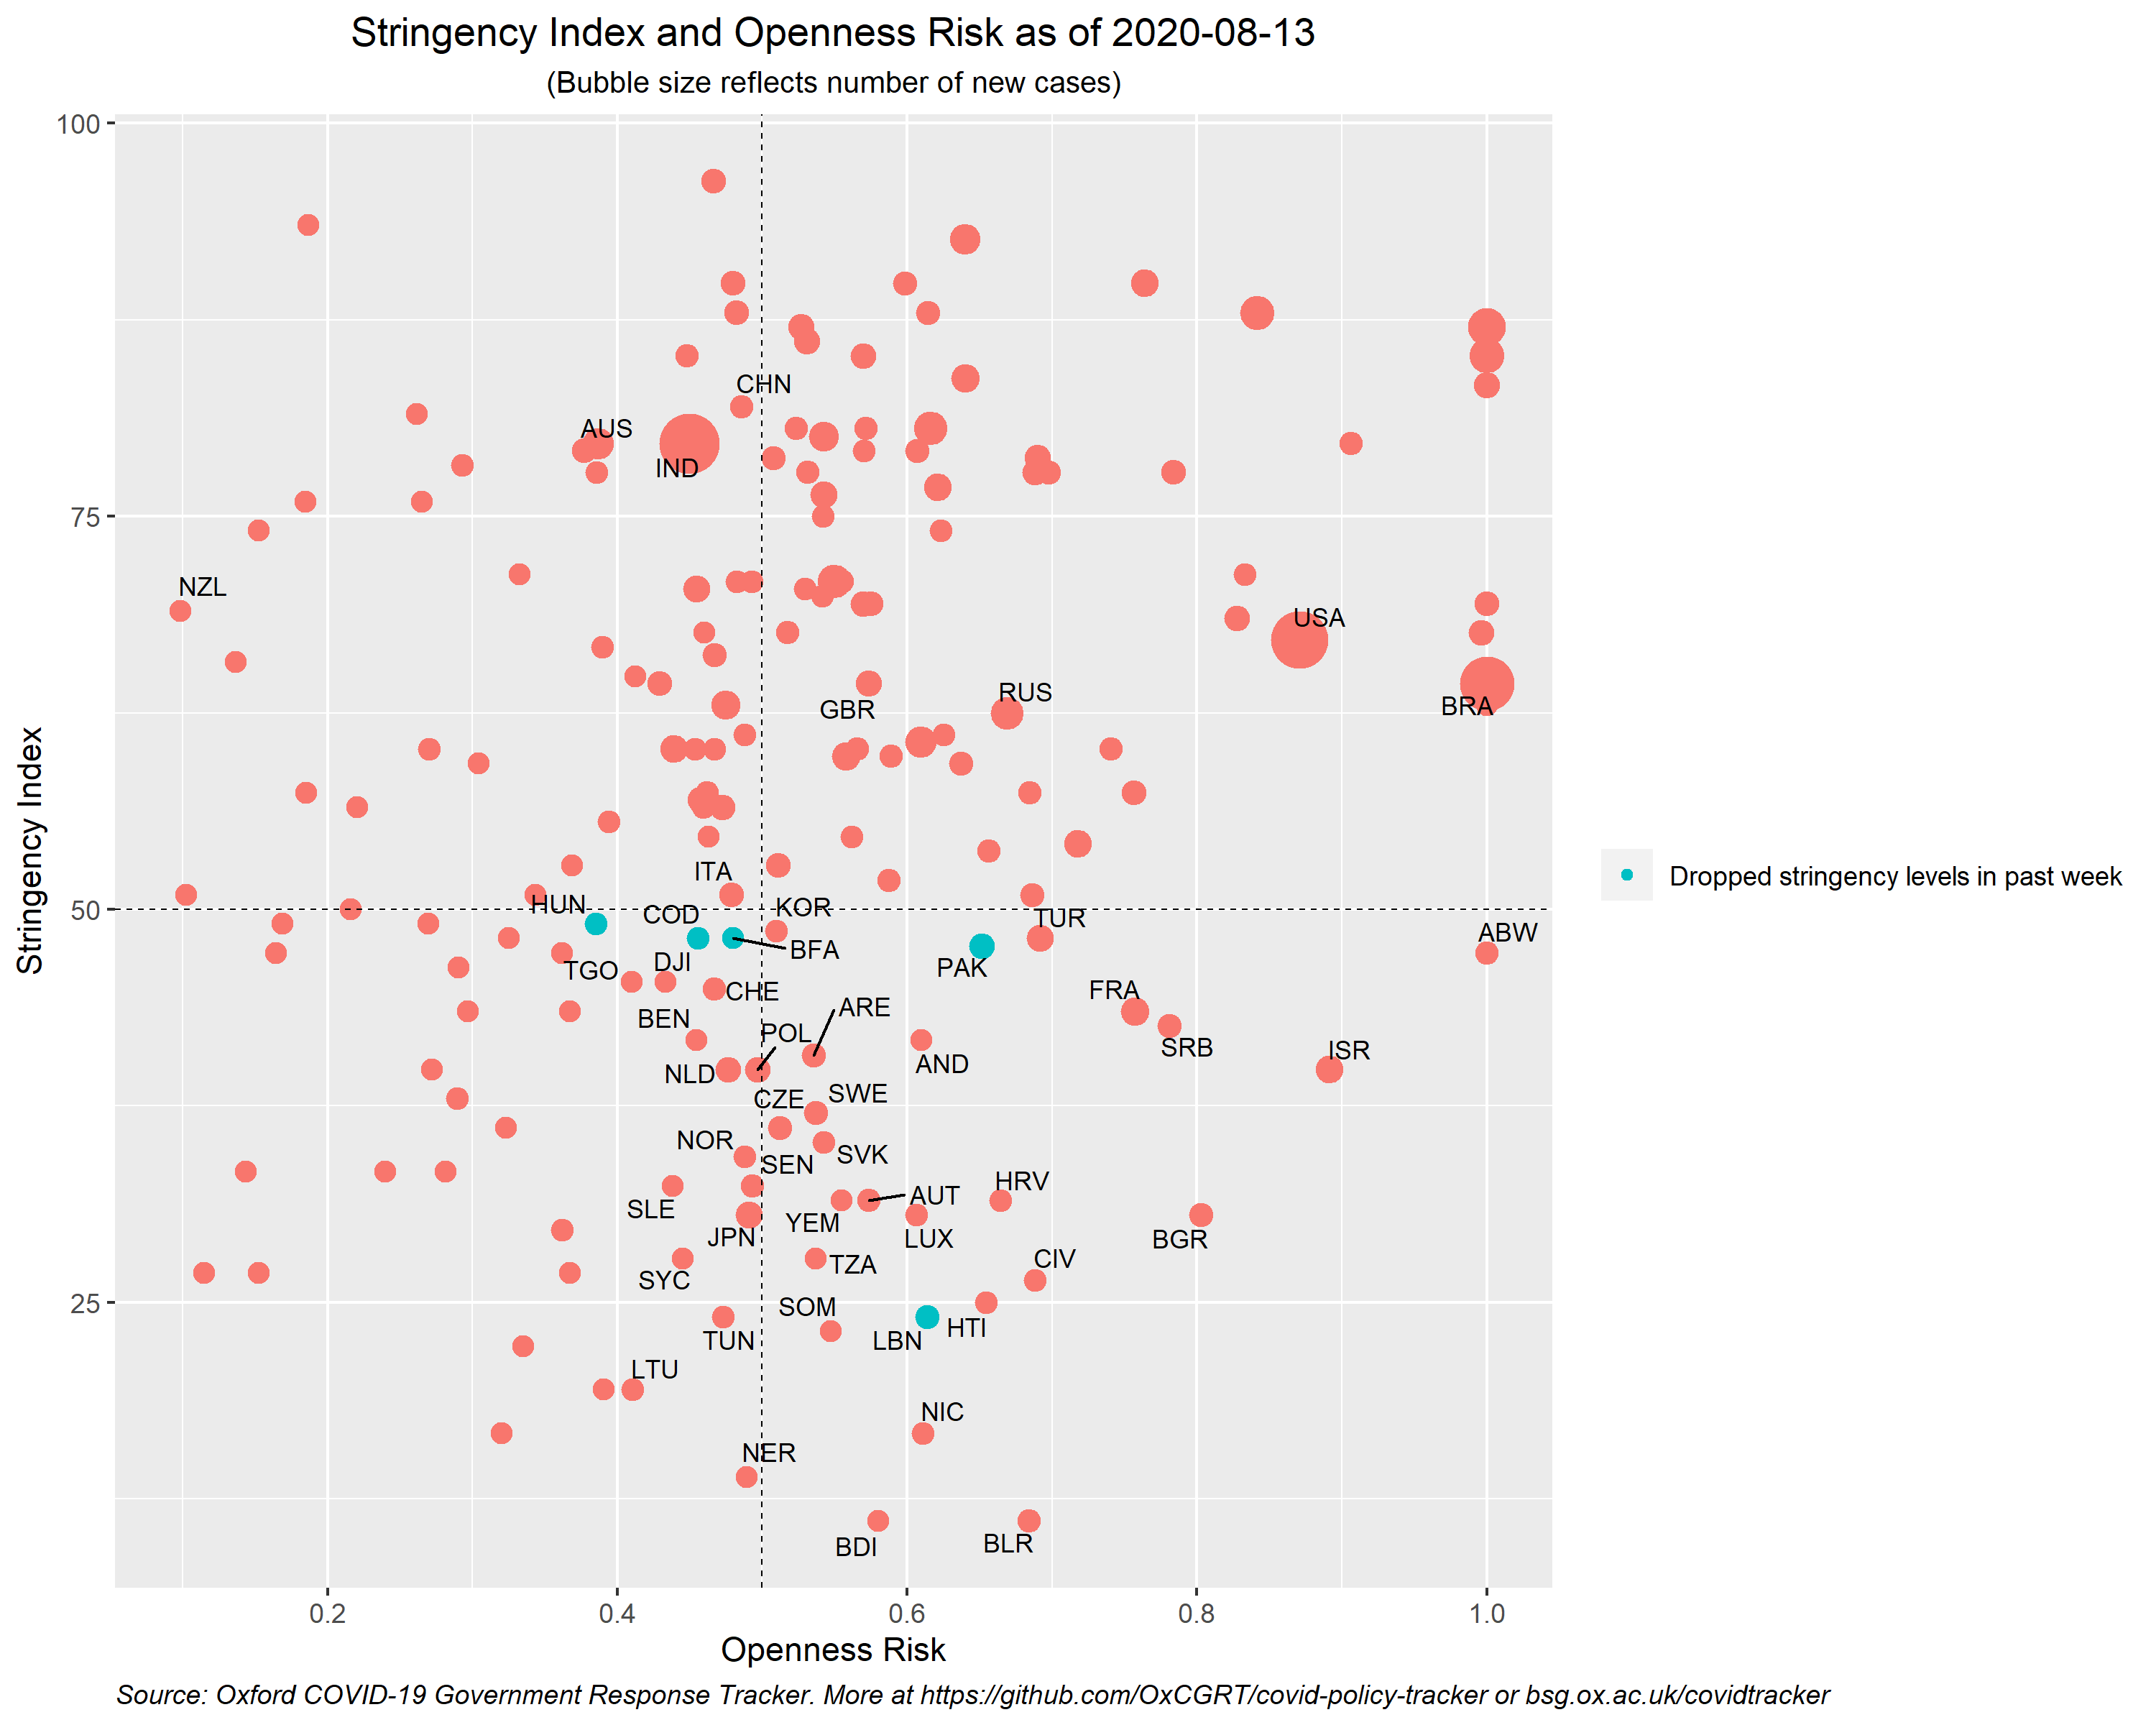 Stringency Index and Openness Risk as of 2020-08-13
(Bubble size reflects number of new cases)
100
75
50
25
Stringency Index
CHN
AUS
IND
NZL
USA
RUS
GBR
BRA
ITA
HUN
COD
KOR
TUR
ABW
BFA
PAK
TGO
DJI
CHE
FRA
ARE
BEN
POL
SRB
ISR
AND
NLD
CZE
SWE
NOR
SVK
SEN
HRV
AUT
SLE
YEM
LUX
JPN
BGR
CIV
TZA
SYC
SOM
HTI
TUN
LBN
LTU
NIC
NER
BDI
BLR
0.2
0.4
0.6
0.8
1.0
Openness Risk
Dropped stringency levels in past week
Source: Oxford COVID-19 Government Response Tracker. More at https://github.com/OxCGRT/covid-policy-tracker or bsg.ox.ac.uk/covidtracker